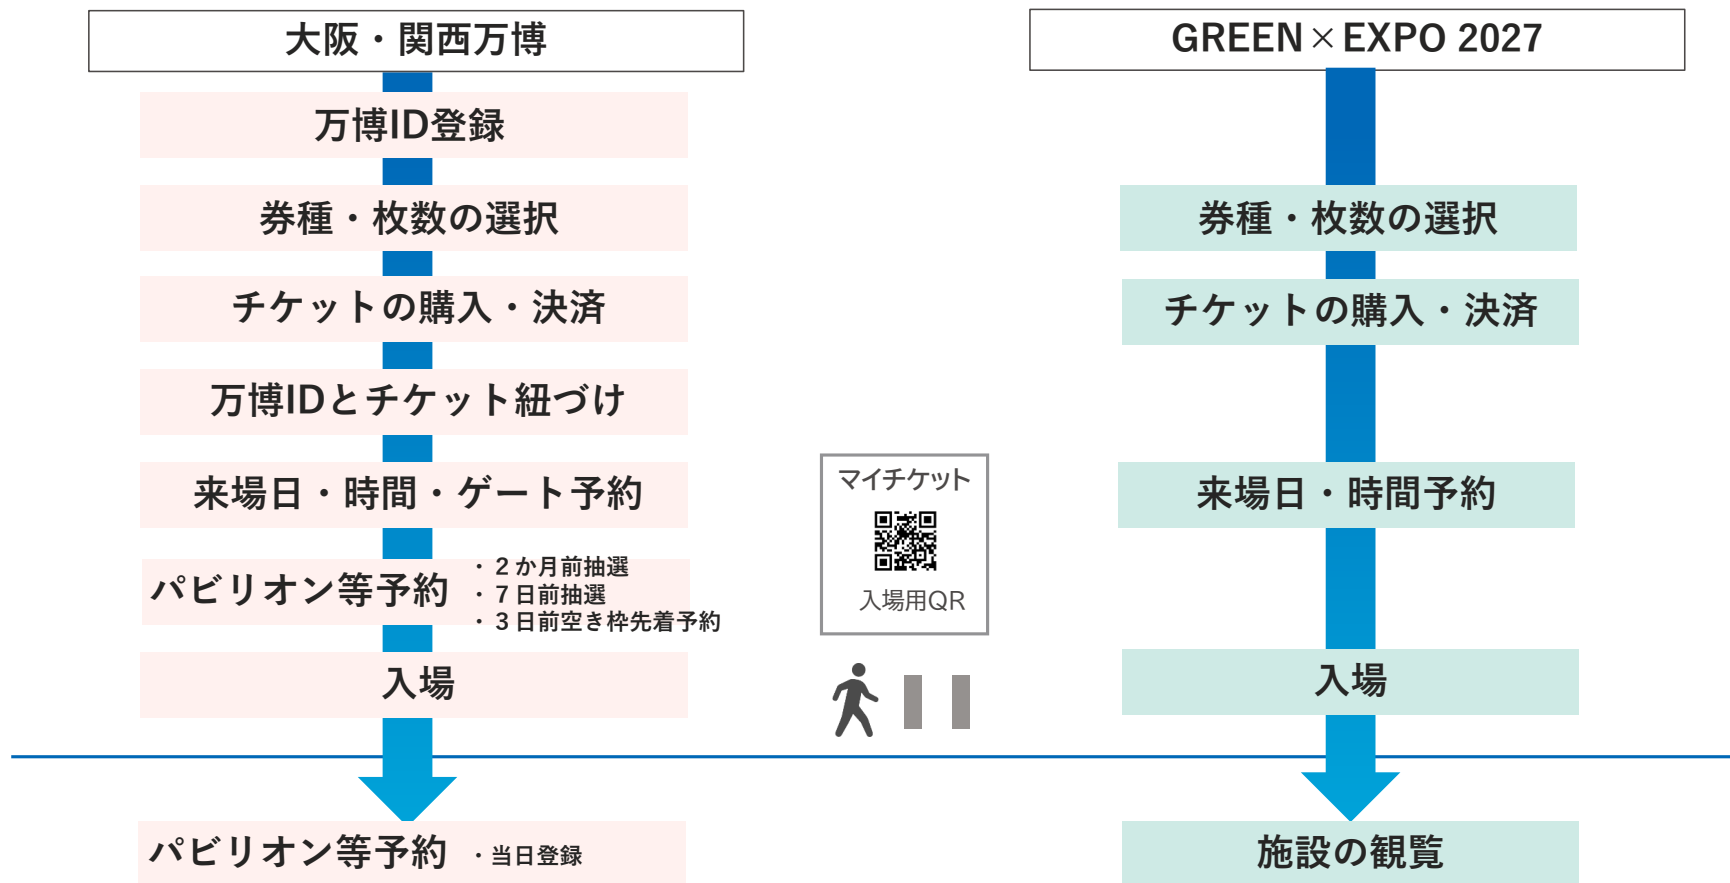 大阪・関西万博
万博ID登録
券種・枚数の選択
チケットの購入・決済
万博IDとチケット紐づけ
来場日・時間・ゲート予約
パビリオン等予約
・２か月前抽選
・７日前抽選
・３日前空き枠先着予約
入場
パビリオン等予約 ・当日登録
マイチケット
入場用QR
GREEN×EXPO 2027
券種・枚数の選択
チケットの購入・決済
来場日・時間予約
入場
施設の観覧